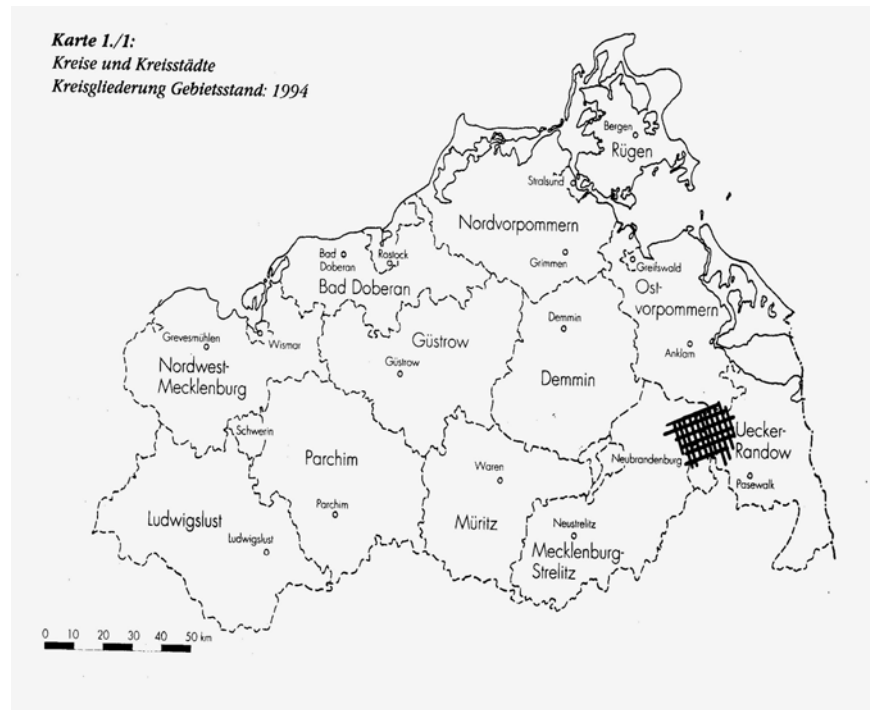 Karte 1./1:
Kreise und Kreisstädte
Kreisgliederung Gebietsstand: 1994
Bergen
Rügen
Stralsund
Nordvorpommern
Grimmen
Greifswald
Ost-
vorpommern
Anklam
Bad
Doberan
Rostock
Bad Doberan
Grevesmühlen
Wismar
Nordwest-
Mecklenburg
Güstrow
Güstrow
Demmin
Demmin
Schwerin
Parchim
Parchim
Ludwigslust
Ludwigslust
Waren
Müritz
Neubrandenburg
Neustrelitz
Mecklenburg-
Strelitz
Uecker-
Randow
Pasewalk
0 10 20 30 40 50 km